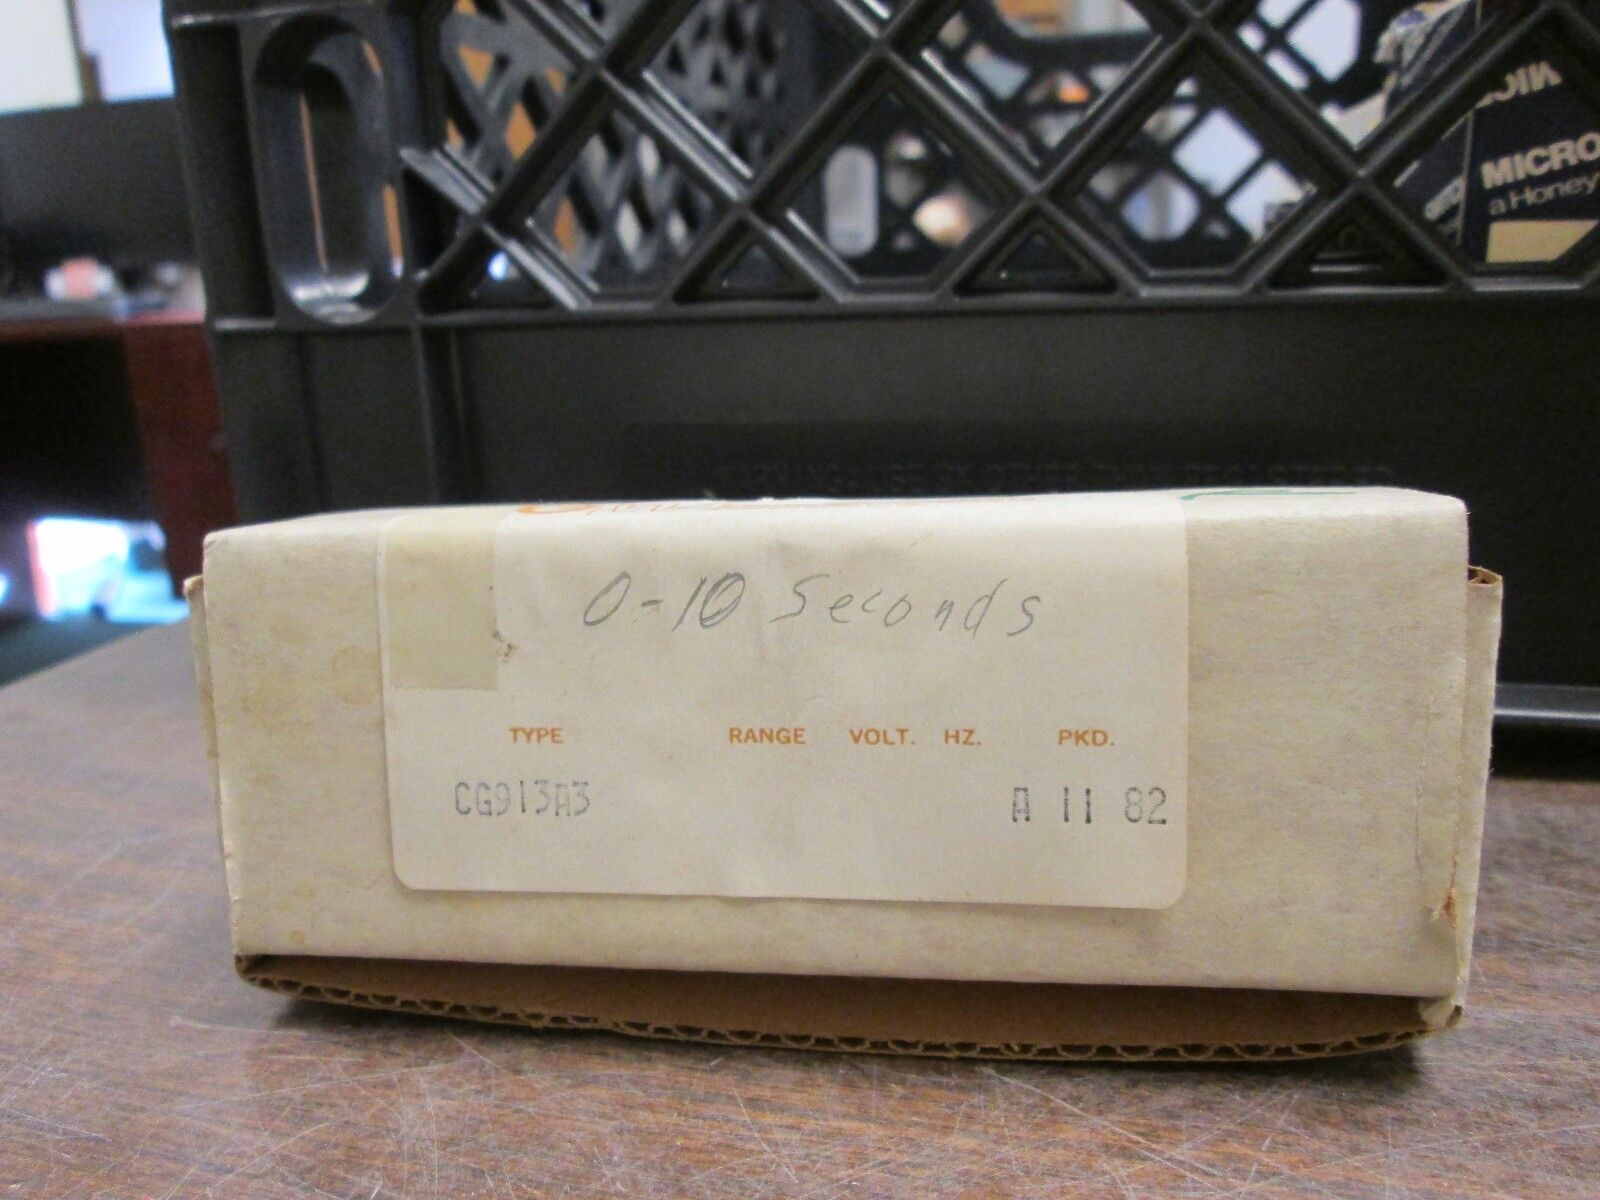 MICRO
a Honey
0-10 Seconds
TYPE RANGE VOLT. HZ. PKD.
CG913A3 A 11 82